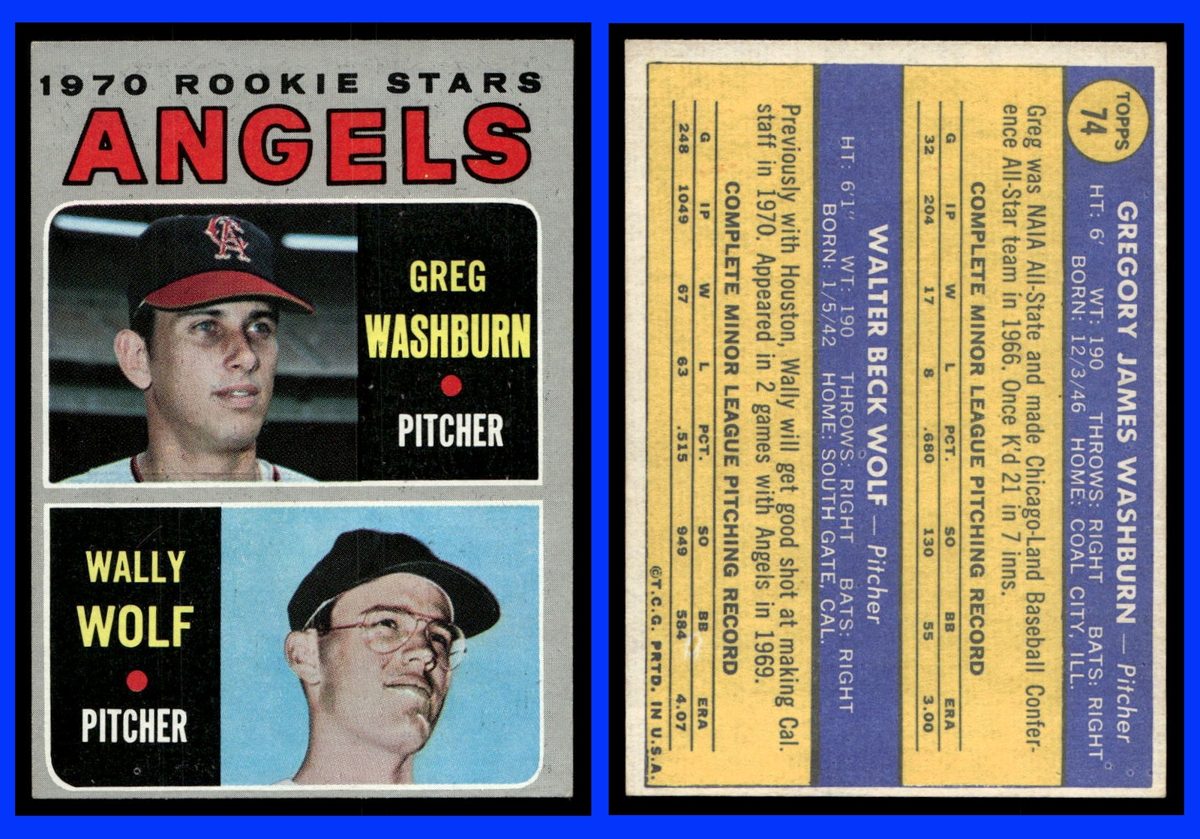 1970 ROOKIE STARS
ANGELS
CA
GREG
WASHBURN
PITCHER
WALLY
WOLF
PITCHER
TOPPS
74
GREGORY JAMES WASHBURN — Pitcher
HT: 6' WT: 190 THROWS: RIGHT BATS: RIGHT
BORN: 12/3/46 HOME: COAL CITY, ILL.
Greg was NAIA All-State and made Chicago-Land Baseball Confer-
ence All-Star team in 1966. Once K'd 21 in 7 inns.
COMPLETE MINOR LEAGUE PITCHING RECORD
G IP W L PCT. SO BB ERA
32 204 17 8 .680 130 55 3.00
WALTER BECK WOLF — Pitcher
HT: 6'1" WT: 190 THROWS: RIGHT BATS: RIGHT
BORN: 1/5/42 HOME: SOUTH GATE, CAL.
Previously with Houston, Wally will get good shot at making Cal.
staff in 1970. Appeared in 2 games with Angels in 1969.
COMPLETE MINOR LEAGUE PITCHING RECORD
G IP W L PCT. SO BB ERA
248 1049 67 63 .515 949 584 4.07
©T.C.G. PRTD. IN U.S.A.